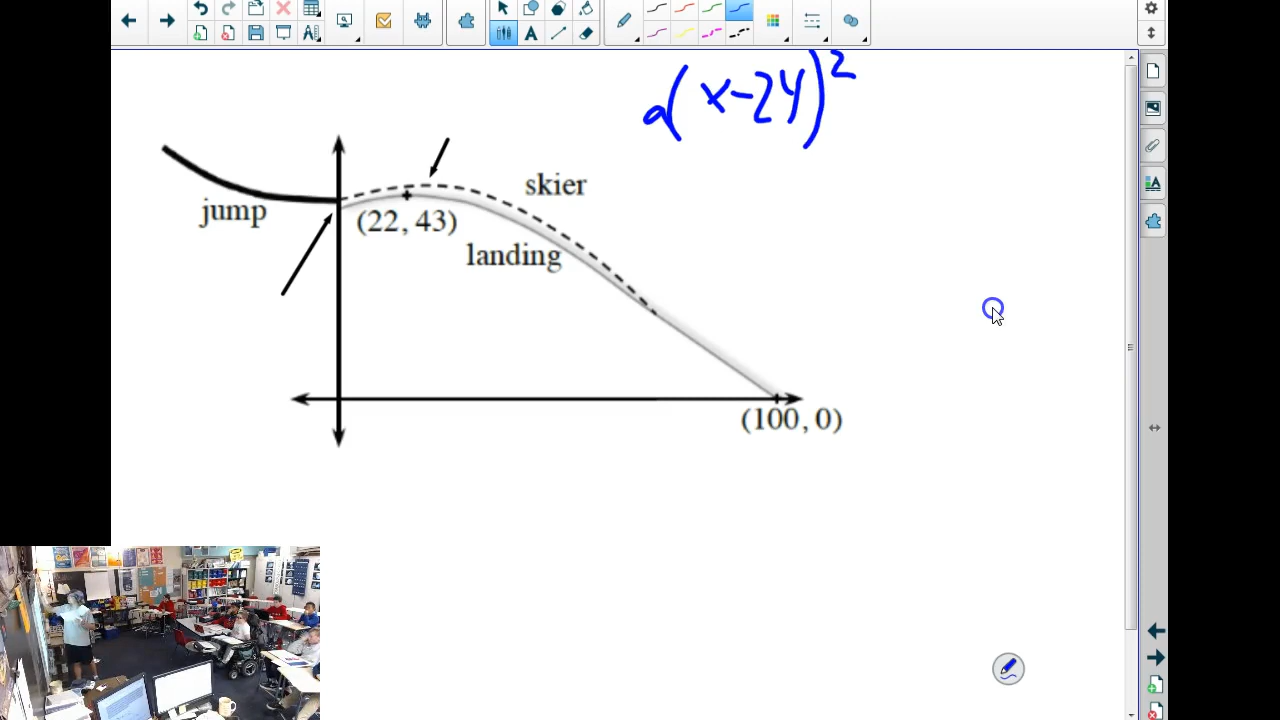 a(x-24)²
skier
jump
(22, 43)
landing
(100, 0)